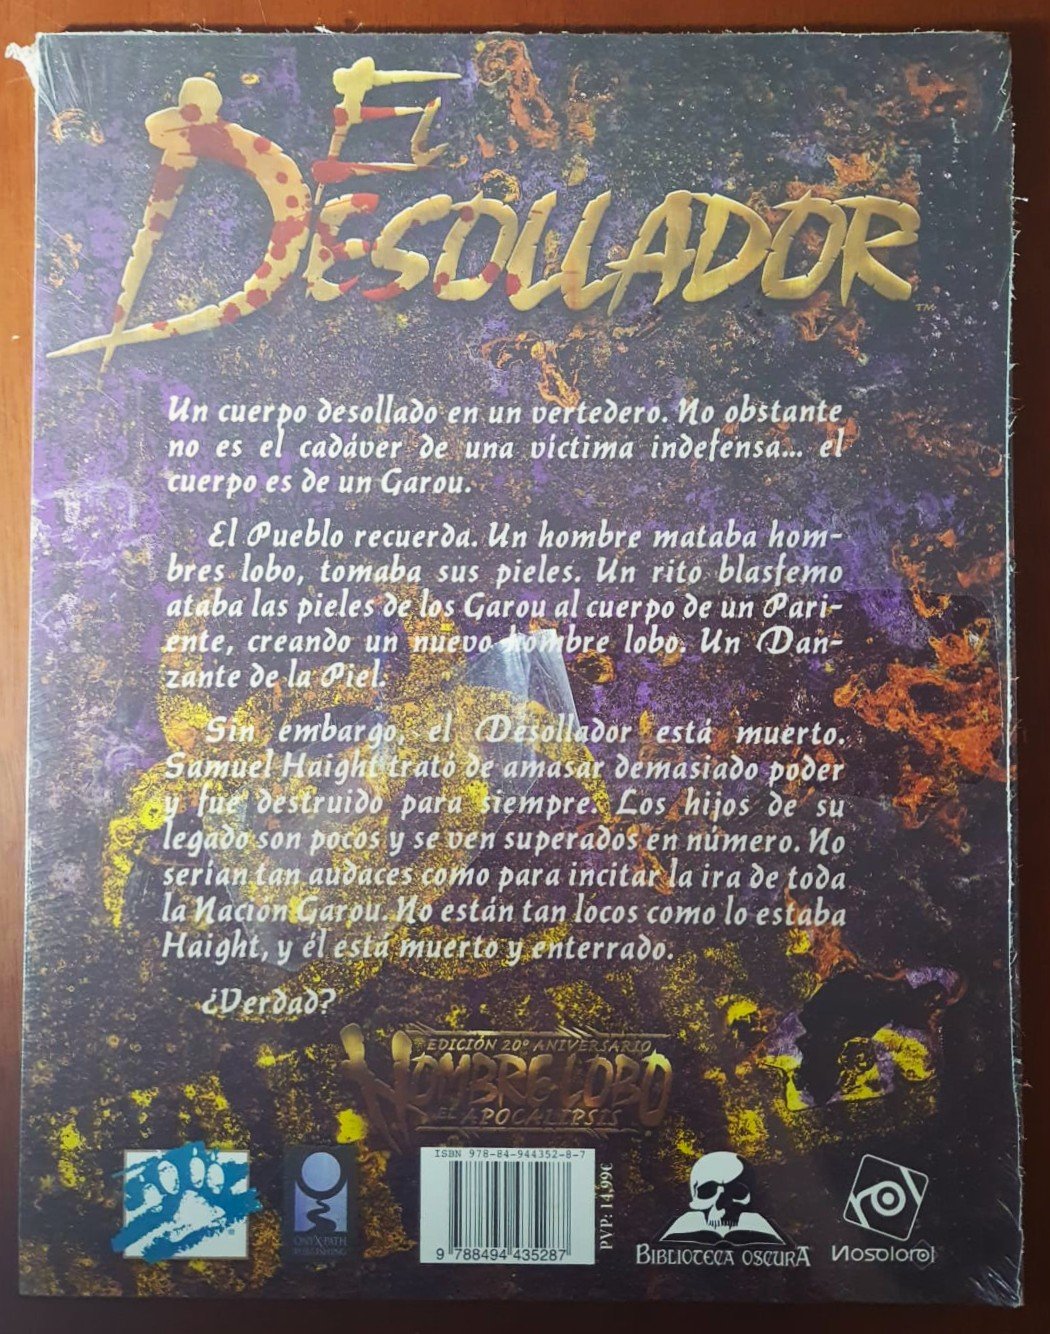 El
Desollador™
Un cuerpo desollado en un vertedero. No obstante
no es el cadáver de una víctima indefensa... el
cuerpo es de un Garou.
El Pueblo recuerda. Un hombre mataba hom-
bres lobo, tomaba sus pieles. Un rito blasfemo
ataba las pieles de los Garou al cuerpo de un Pari-
ente, creando un nuevo hombre lobo. Un Dan-
zante de la Piel.
Sin embargo, el Desollador está muerto.
Samuel Haight trató de amasar demasiado poder
y fue destruido para siempre. Los hijos de su
legado son pocos y se ven superados en número. No
serían tan audaces como para incitar la ira de toda
la Nación Garou. No están tan locos como lo estaba
Haight, y él está muerto y enterrado.
¿Verdad?
EDICIÓN 20º ANIVERSARIO
HOMBRE LOBO
EL APOCALIPSIS
ISBN 978-84-944352-8-7
9 788494 435287
PVP: 14,99€
ONYX PATH
PUBLISHING
BIBLIOTECA OSCURA
Nosolorol